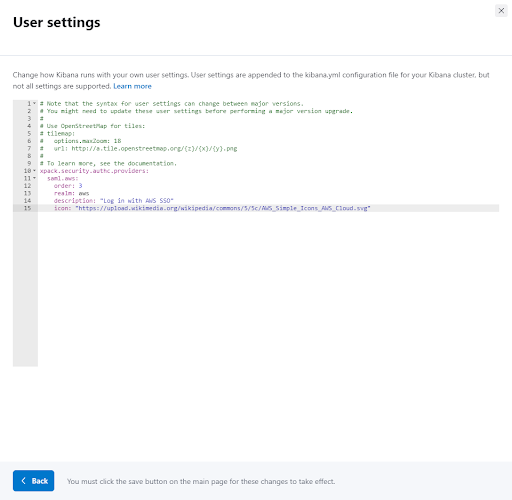 User settings
Change how Kibana runs with your own user settings. User settings are appended to the kibana.yml configuration file for your Kibana cluster, but
not all settings are supported. Learn more
1 # Note that the syntax for user settings can change between major versions.
2 # You might need to update these user settings before performing a major version upgrade.
3 #
4 # Use OpenStreetMap for tiles:
5 # tilemap:
6 #   options.maxZoom: 18
7 #   url: http://a.tile.openstreetmap.org/{z}/{x}/{y}.png
8 #
9 # To learn more, see the documentation.
10 xpack.security.authc.providers:
11   saml.aws:
12     order: 3
13     realm: aws
14     description: "Log in with AWS SSO"
15     icon: "https://upload.wikimedia.org/wikipedia/commons/5/5c/AWS_Simple_Icons_AWS_Cloud.svg"
Back
You must click the save button on the main page for these changes to take effect.